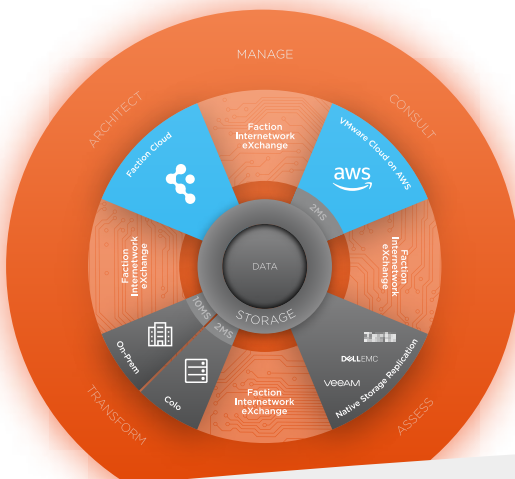 MANAGE
ARCHITECT
CONSULT
Faction
Internetwork
eXchange
Faction Cloud
VMware Cloud on AWS
aws
2MS
Faction
Internetwork
eXchange
DATA
STORAGE
Faction
Internetwork
eXchange
10MS
2MS
On-Prem
Colo
Faction
Internetwork
eXchange
DELLEMC
veeam
Native Storage Replication
TRANSFORM
ASSESS